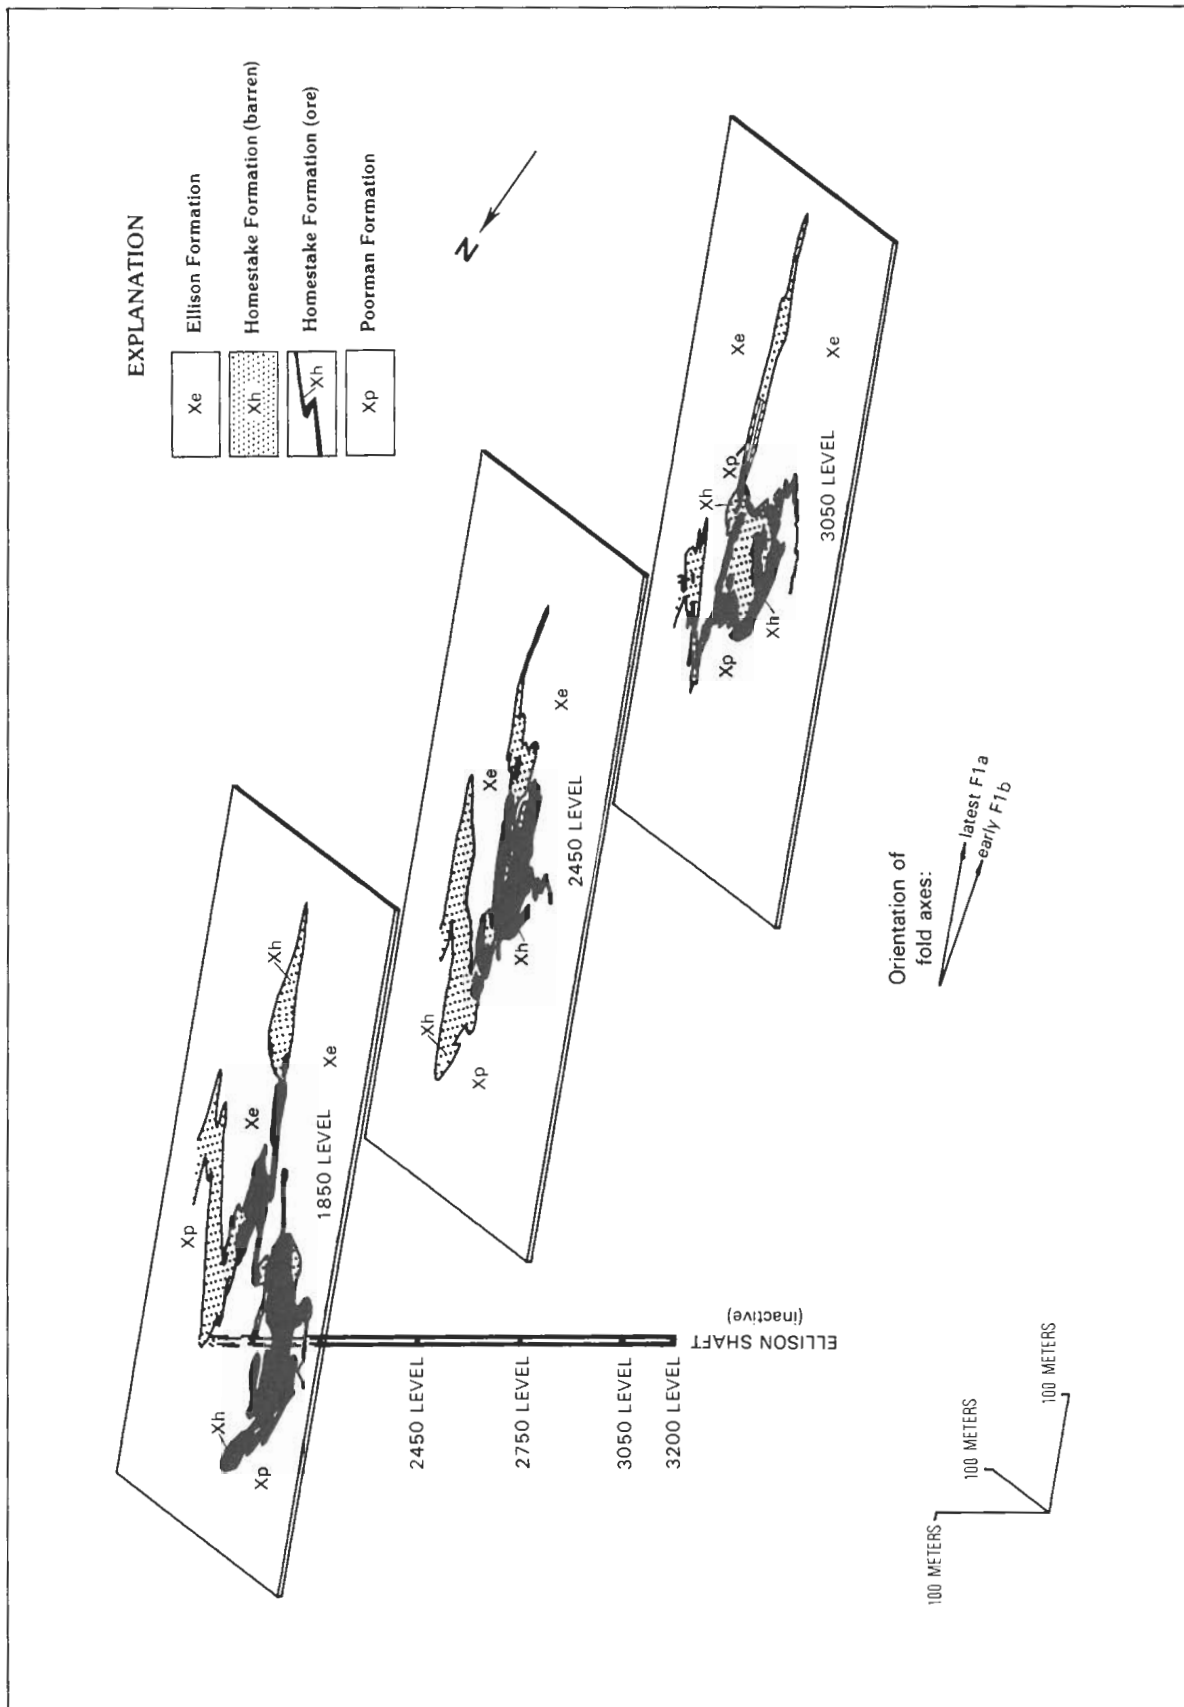 EXPLANATION
Xe
Ellison Formation
Xh
Homestake Formation (barren)
Xh
Homestake Formation (ore)
Xp
Poorman Formation
N
Xp
Xe
Xh
Xh
Xp
Xe
1850 LEVEL
Xh
Xp
Xe
Xh
Xe
2450 LEVEL
Xe
Xh
Xp
Xp
Xh
Xe
3050 LEVEL
2450 LEVEL
2750 LEVEL
3050 LEVEL
3200 LEVEL
ELLISON SHAFT
(inactive)
Orientation of
fold axes:
latest F1a
early F1b
100 METERS
100 METERS
100 METERS